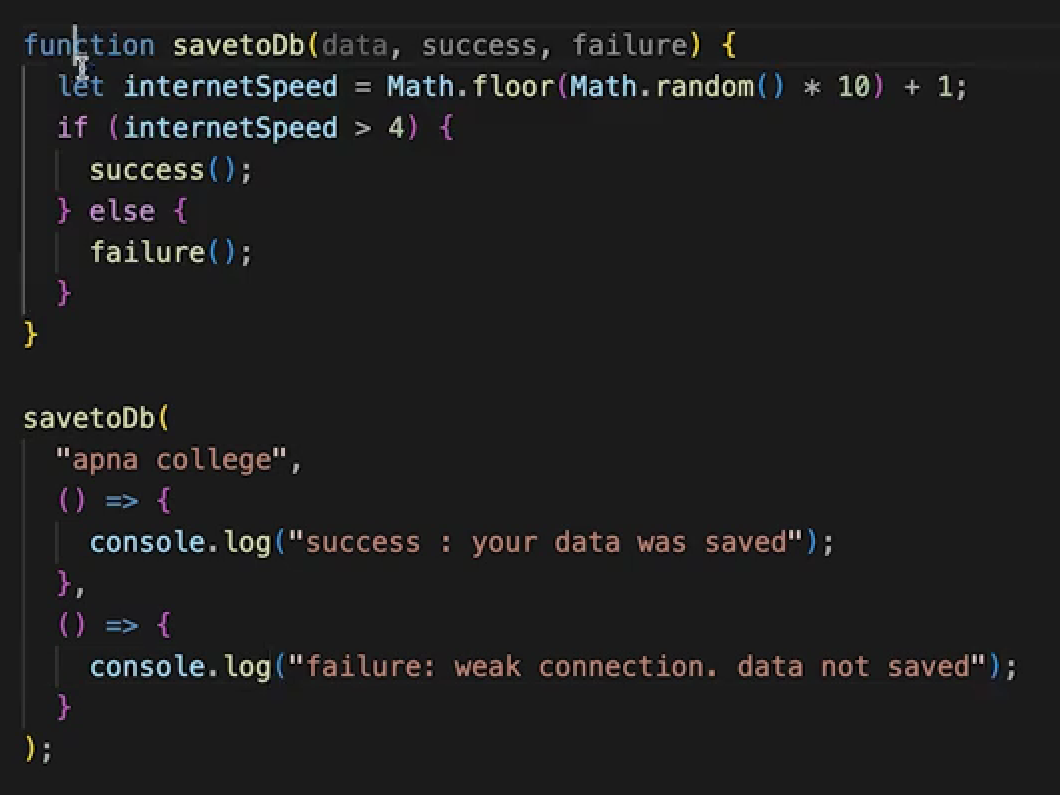 function savetoDb(data, success, failure) {
  let internetSpeed = Math.floor(Math.random() * 10) + 1;
  if (internetSpeed > 4) {
    success();
  } else {
    failure();
  }
}

savetoDb(
  "apna college",
  () => {
    console.log("success : your data was saved");
  },
  () => {
    console.log("failure: weak connection. data not saved");
  }
);